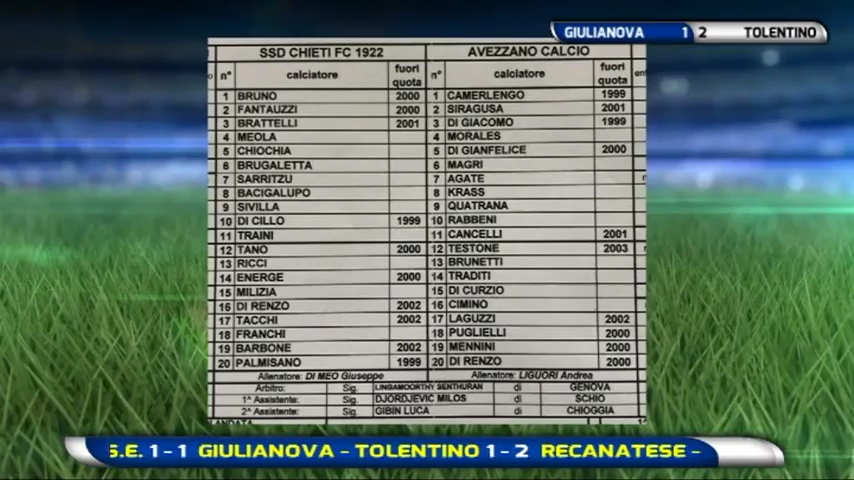 GIULIANOVA 1 2 TOLENTINO
SSD CHIETI FC 1922 AVEZZANO CALCIO
n° calciatore fuori quota n° calciatore fuori quota
1 BRUNO 2000 1 CAMERLENGO 1999
2 FANTAUZZI 2000 2 SIRAGUSA 2001
3 BRATTELLI 2001 3 DI GIACOMO 1999
4 MEOLA 4 MORALES
5 CHIOCHIA 5 DI GIANFELICE 2000
6 BRUGALETTA 6 MAGRI
7 SARRITZU 7 AGATE
8 BACIGALUPO 8 KRASS
9 SIVILLA 9 QUATRANA
10 DI CILLO 1999 10 RABBENI
11 TRAINI 11 CANCELLI 2001
12 TANO 2000 12 TESTONE 2003
13 RICCI 13 BRUNETTI
14 ENERGE 2000 14 TRADITI
15 MILIZIA 15 DI CURZIO
16 DI RENZO 2002 16 CIMINO
17 TACCHI 2002 17 LAGUZZI 2002
18 FRANCHI 18 PUGLIELLI 2000
19 BARBONE 2002 19 MENNINI 2000
20 PALMISANO 1999 20 DI RENZO 2000
Allenatore: DI MEO Giuseppe Allenatore: LIGUORI Andrea
Arbitro: Sig. LINGAMOORTHY SENTHURAN di GENOVA
1^ Assistente: Sig. DJORDJEVIC MILOS di SCHIO
2^ Assistente: Sig. GIBIN LUCA di CHIOGGIA
S.E. 1 - 1 GIULIANOVA - TOLENTINO 1 - 2 RECANATESE -